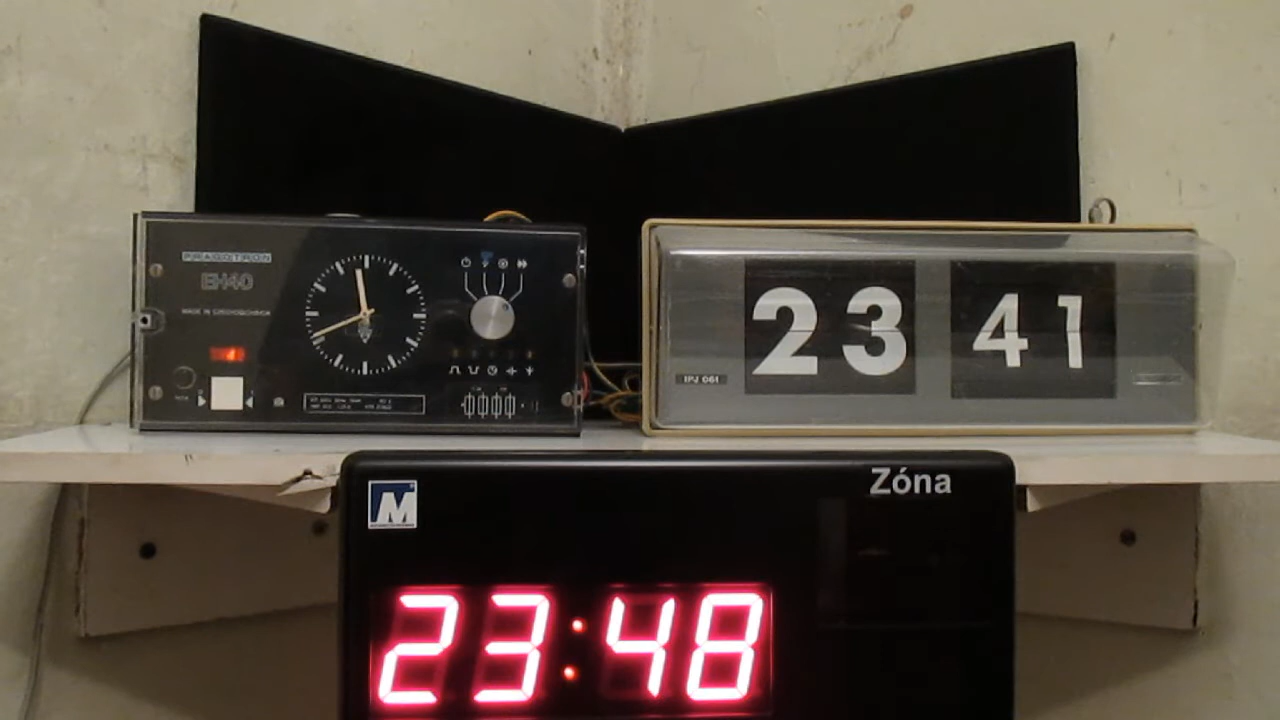 PRAGOTRON
EH40
MADE IN CZECHOSLOVAKIA
23 41
IPJ 061
M
Zóna
23:48